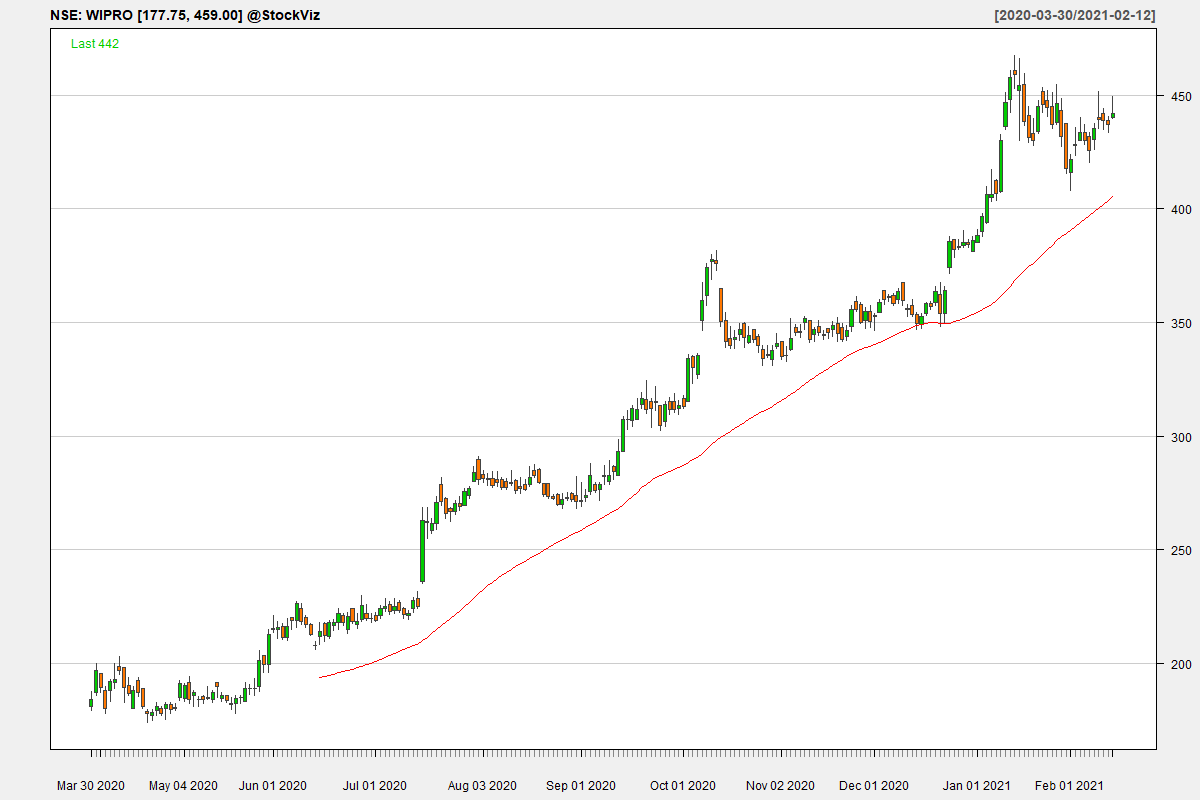 NSE: WIPRO [177.75, 459.00] @StockViz [2020-03-30/2021-02-12]
Last 442
450
400
350
300
250
200
Mar 30 2020 May 04 2020 Jun 01 2020 Jul 01 2020 Aug 03 2020 Sep 01 2020 Oct 01 2020 Nov 02 2020 Dec 01 2020 Jan 01 2021 Feb 01 2021